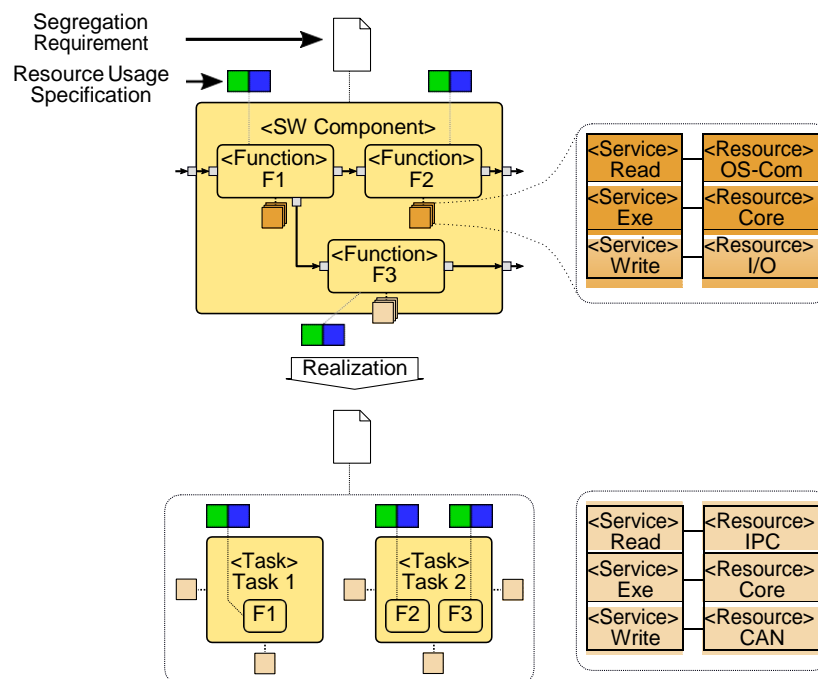 Segregation
Requirement
Resource Usage
Specification
<SW Component>
<Function>
F1
<Function>
F2
<Function>
F3
<Service>
Read
<Resource>
OS-Com
<Service>
Exe
<Resource>
Core
<Service>
Write
<Resource>
I/O
Realization
<Task>
Task 1
F1
<Task>
Task 2
F2
F3
<Service>
Read
<Resource>
IPC
<Service>
Exe
<Resource>
Core
<Service>
Write
<Resource>
CAN